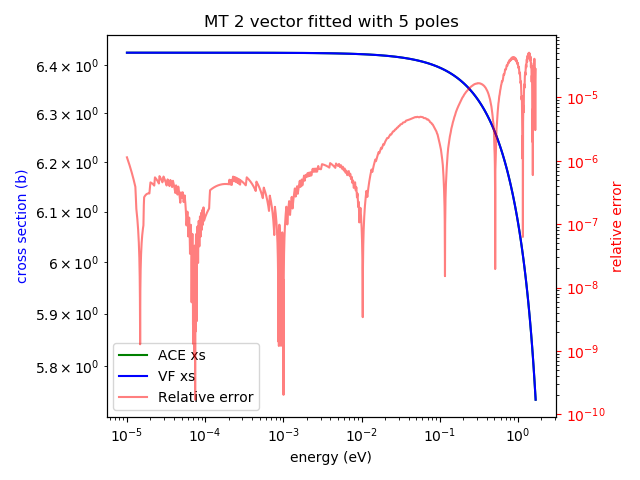 MT 2 vector fitted with 5 poles
cross section (b)
6.4 × 10⁰
6.3 × 10⁰
6.2 × 10⁰
6.1 × 10⁰
6 × 10⁰
5.9 × 10⁰
5.8 × 10⁰
10⁻⁵
10⁻⁶
10⁻⁷
10⁻⁸
10⁻⁹
10⁻¹⁰
relative error
ACE xs
VF xs
Relative error
10⁻⁵ 10⁻⁴ 10⁻³ 10⁻² 10⁻¹ 10⁰
energy (eV)